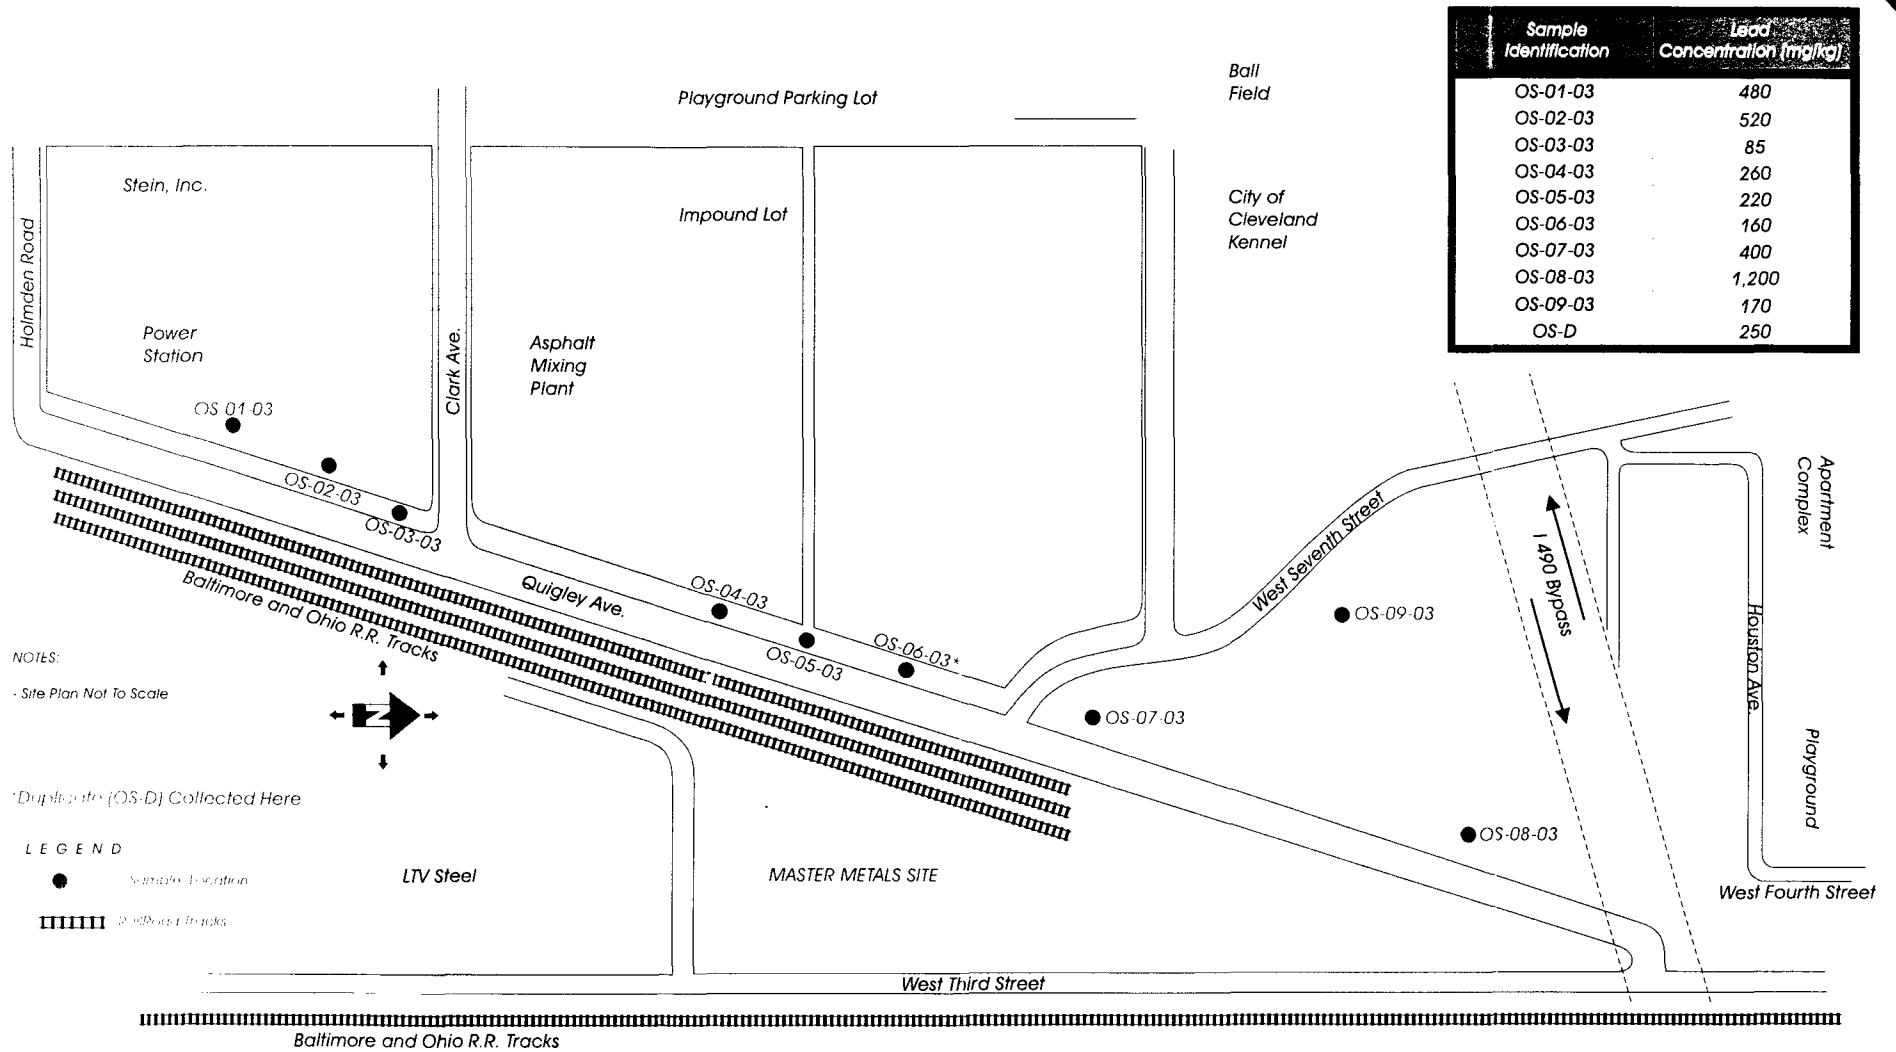 Sample Lead
Identification Concentration (mg/kg)
OS-01-03 480
OS-02-03 520
OS-03-03 85
OS-04-03 260
OS-05-03 220
OS-06-03 160
OS-07-03 400
OS-08-03 1,200
OS-09-03 170
OS-D 250
Playground Parking Lot
Ball
Field
Stein, Inc.
Impound Lot
City of
Cleveland
Kennel
Holmden Road
Power
Station
Clark Ave.
Asphalt
Mixing
Plant
OS-01-03
OS-02-03
OS-03-03
Quigley Ave.
OS-04-03
OS-05-03
OS-06-03*
Baltimore and Ohio R.R. Tracks
West Seventh Street
I 490 Bypass
Apartment
Complex
Houston Ave.
Playground
OS-09-03
OS-07-03
OS-08-03
NOTES:
- Site Plan Not To Scale
N
*Duplicate (OS-D) Collected Here
LEGEND
Sample Location
Tracks
LTV Steel
MASTER METALS SITE
West Fourth Street
West Third Street
Baltimore and Ohio R.R. Tracks